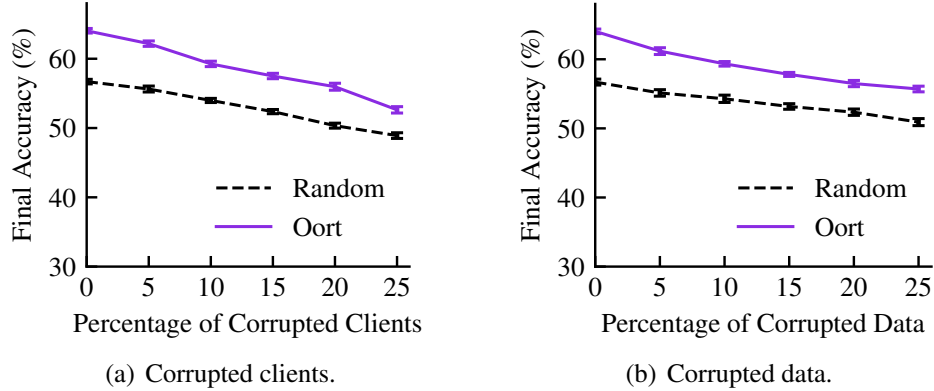 Final Accuracy (%)
60
50
40
30
0 5 10 15 20 25
Random
Oort
Percentage of Corrupted Clients
(a) Corrupted clients.
Final Accuracy (%)
60
50
40
30
0 5 10 15 20 25
Random
Oort
Percentage of Corrupted Data
(b) Corrupted data.